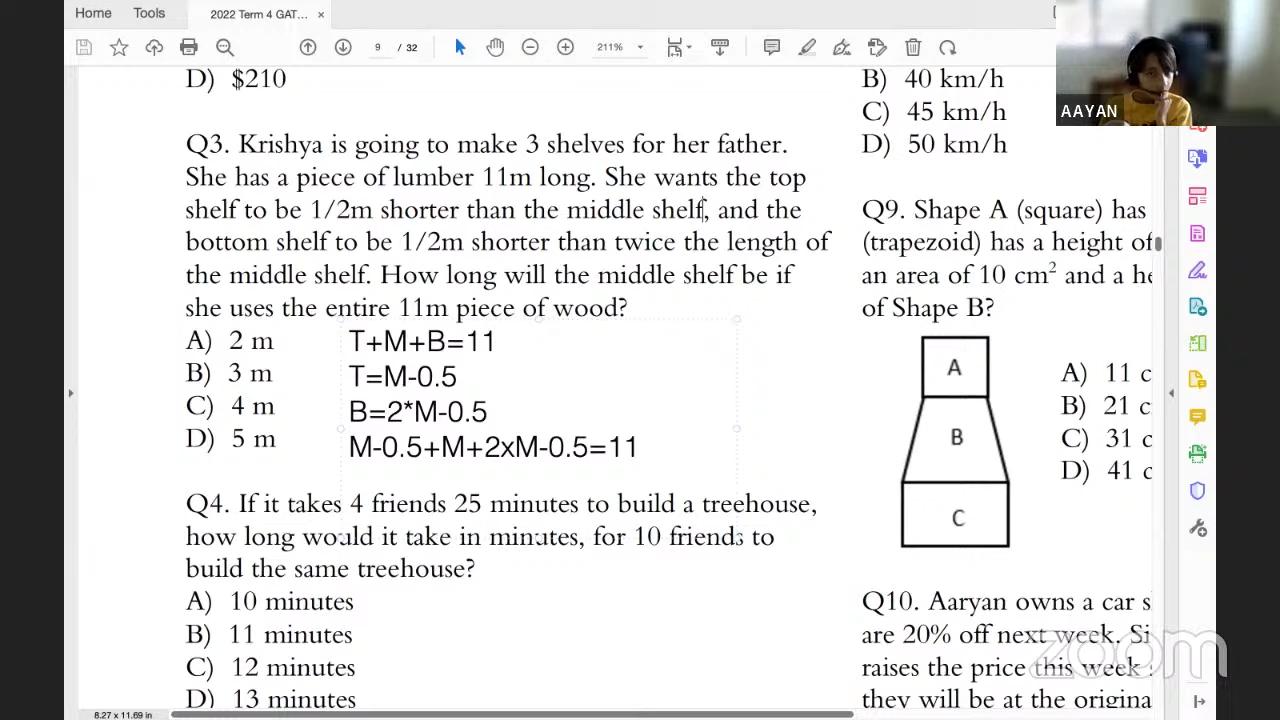 Home Tools 2022 Term 4 GAT... ×
9 / 32 211%
D) $210
Q3. Krishya is going to make 3 shelves for her father.
She has a piece of lumber 11m long. She wants the top
shelf to be 1/2m shorter than the middle shelf, and the
bottom shelf to be 1/2m shorter than twice the length of
the middle shelf. How long will the middle shelf be if
she uses the entire 11m piece of wood?
A) 2 m
B) 3 m
C) 4 m
D) 5 m
T+M+B=11
T=M-0.5
B=2*M-0.5
M-0.5+M+2xM-0.5=11
Q4. If it takes 4 friends 25 minutes to build a treehouse,
how long would it take in minutes, for 10 friends to
build the same treehouse?
A) 10 minutes
B) 11 minutes
C) 12 minutes
D) 13 minutes
8.27 x 11.69 in
B) 40 km/h
C) 45 km/h
D) 50 km/h
Q9. Shape A (square) has
(trapezoid) has a height of
an area of 10 cm² and a he
of Shape B?
A
B
C
A) 11 c
B) 21 c
C) 31 c
D) 41 c
Q10. Aaryan owns a car s
are 20% off next week. Si
raises the price this week
they will be at the origina
AAYAN
zoom